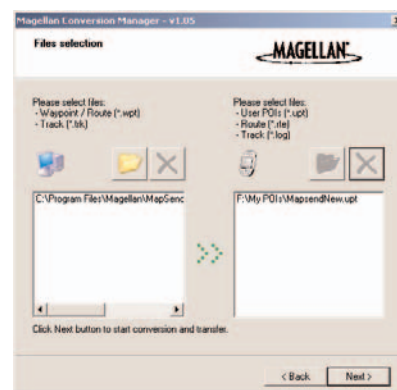 Magellan Conversion Manager - v1.05
Files selection
MAGELLAN
Please select files:
- Waypoint / Route (*.wpt)
- Track (*.trk)
Please select files:
- User POIs (*.upt)
- Route (*.rte)
- Track (*.log)
C:\Program Files\Magellan\MapSenc
F:\My POIs\MapsendNew.upt
Click Next button to start conversion and transfer.
< Back
Next >